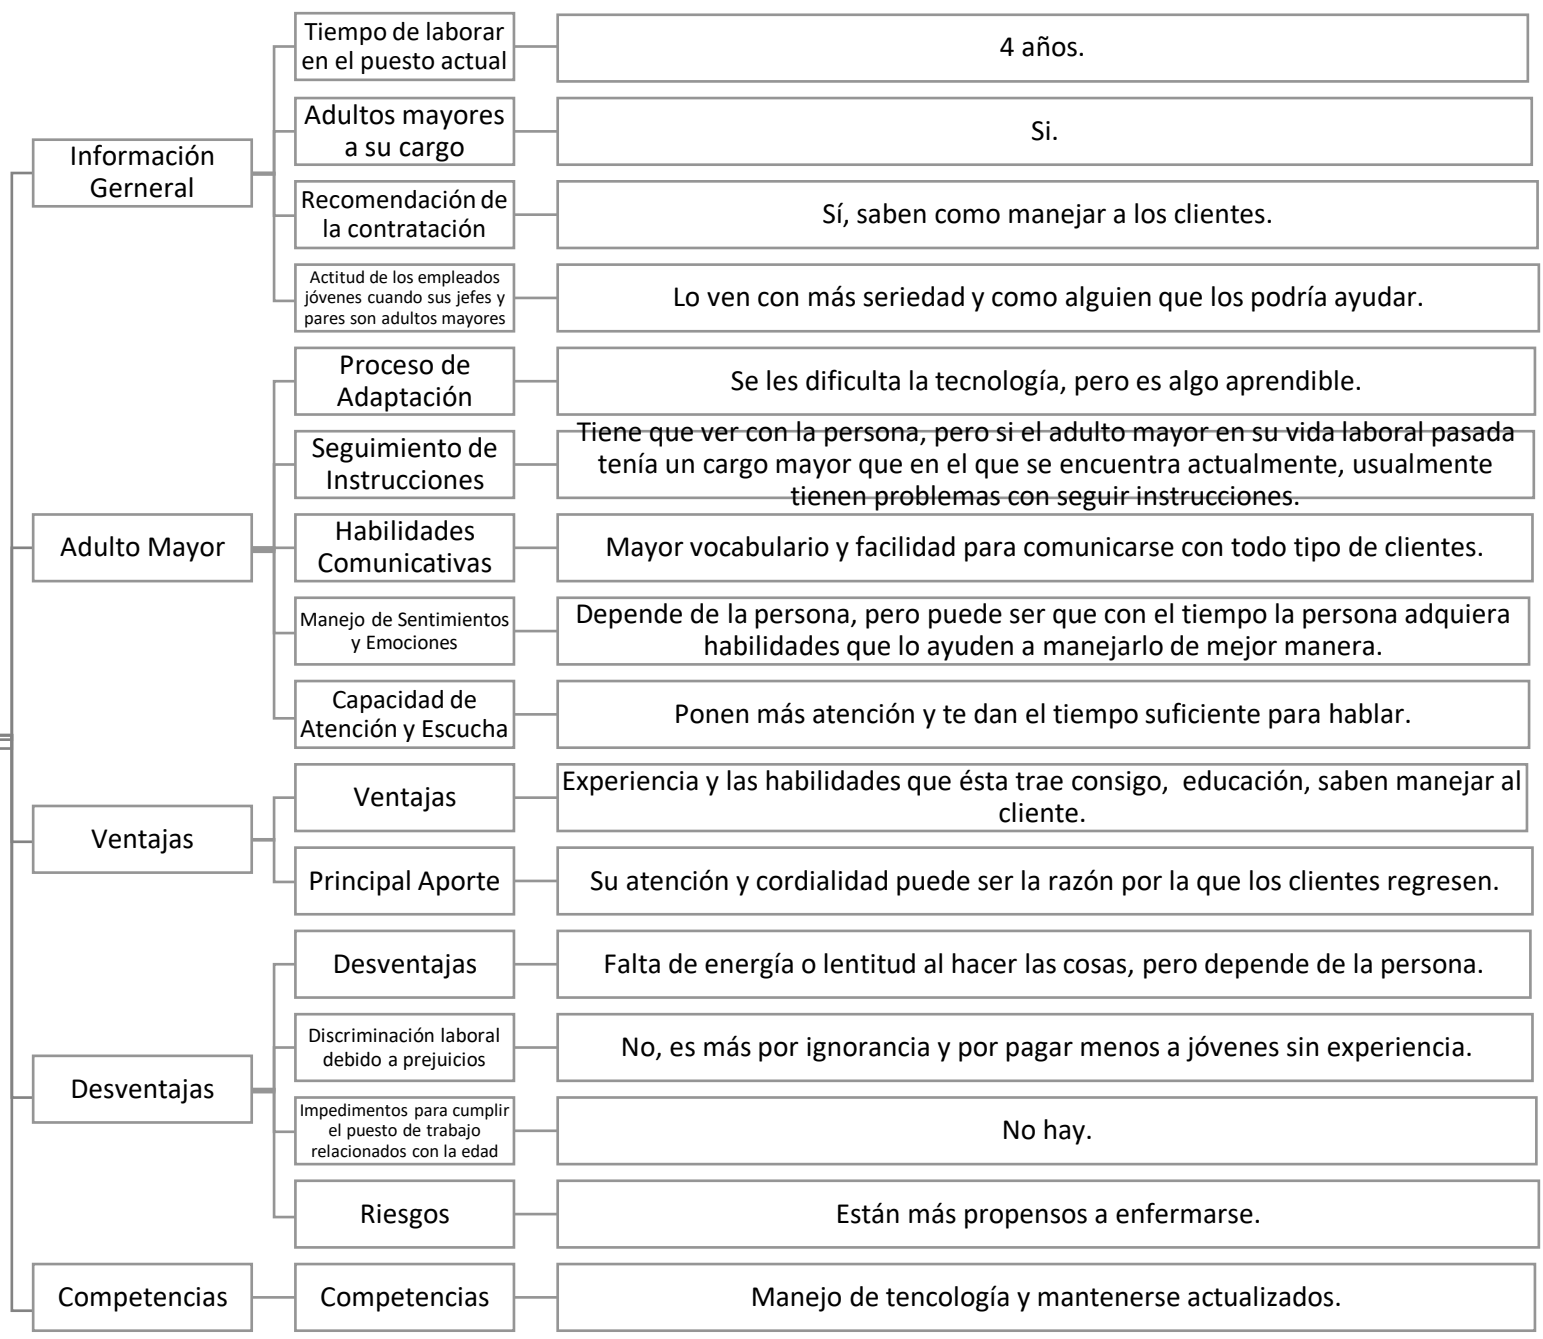 Información
Gerneral
Tiempo de laborar
en el puesto actual
4 años.
Adultos mayores
a su cargo
Si.
Recomendación de
la contratación
Sí, saben como manejar a los clientes.
Actitud de los empleados
jóvenes cuando sus jefes y
pares son adultos mayores
Lo ven con más seriedad y como alguien que los podría ayudar.
Adulto Mayor
Proceso de
Adaptación
Se les dificulta la tecnología, pero es algo aprendible.
Seguimiento de
Instrucciones
Tiene que ver con la persona, pero si el adulto mayor en su vida laboral pasada
tenía un cargo mayor que en el que se encuentra actualmente, usualmente
tienen problemas con seguir instrucciones.
Habilidades
Comunicativas
Mayor vocabulario y facilidad para comunicarse con todo tipo de clientes.
Manejo de Sentimientos
y Emociones
Depende de la persona, pero puede ser que con el tiempo la persona adquiera
habilidades que lo ayuden a manejarlo de mejor manera.
Capacidad de
Atención y Escucha
Ponen más atención y te dan el tiempo suficiente para hablar.
Ventajas
Ventajas
Experiencia y las habilidades que ésta trae consigo, educación, saben manejar al
cliente.
Principal Aporte
Su atención y cordialidad puede ser la razón por la que los clientes regresen.
Desventajas
Desventajas
Falta de energía o lentitud al hacer las cosas, pero depende de la persona.
Discriminación laboral
debido a prejuicios
No, es más por ignorancia y por pagar menos a jóvenes sin experiencia.
Impedimentos para cumplir
el puesto de trabajo
relacionados con la edad
No hay.
Riesgos
Están más propensos a enfermarse.
Competencias
Competencias
Manejo de tencología y mantenerse actualizados.